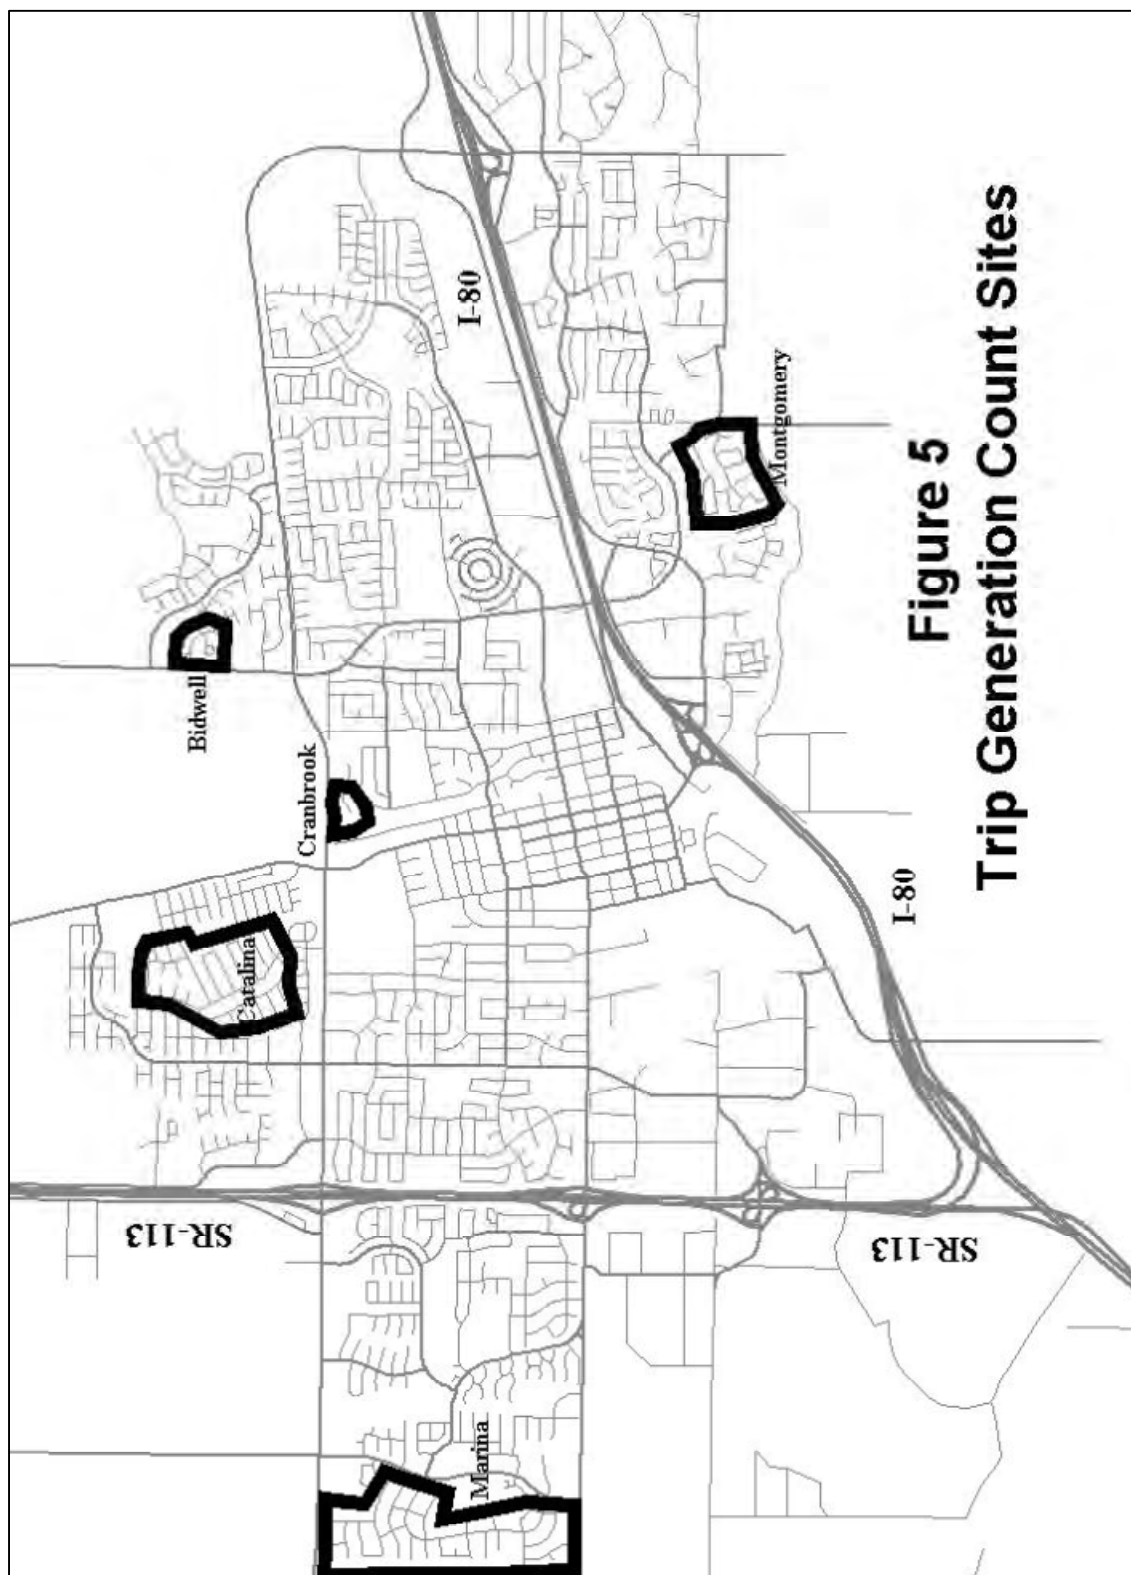 SR-113
SR-113
I-80
I-80
Marina
Catalina
Cranbrook
Bidwell
Montgomery
Figure 5
Trip Generation Count Sites